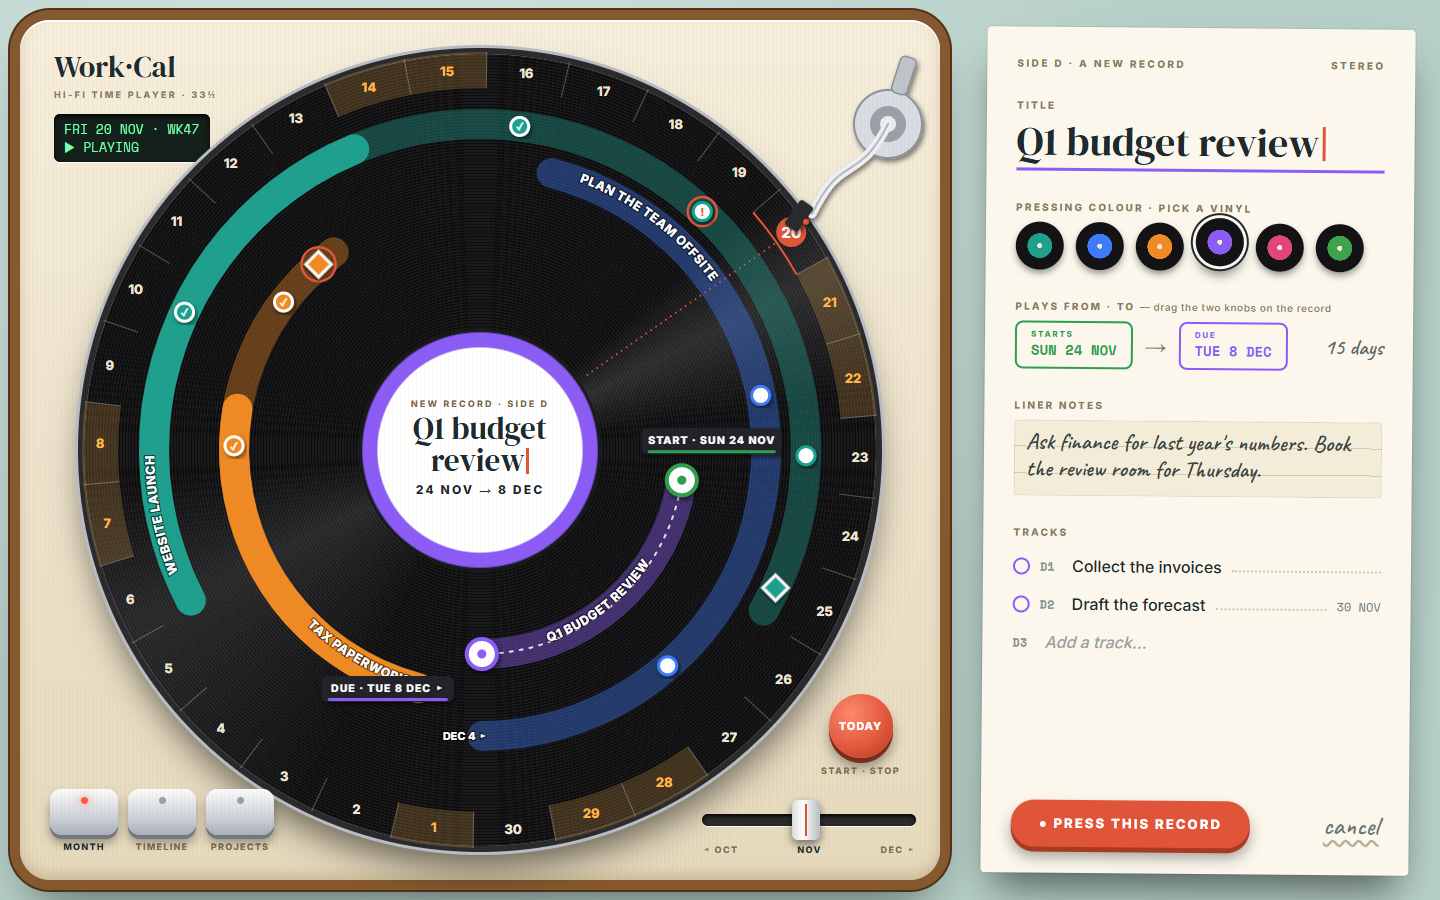 Work·Cal
HI-FI TIME PLAYER · 33⅓
FRI 20 NOV · WK47
▶ PLAYING
1
2
3
4
5
6
7
8
9
10
11
12
13
14
15
16
17
18
19
20
21
22
23
24
25
26
27
28
29
30
WEBSITE LAUNCH
PLAN THE TEAM OFFSITE
NEW RECORD · SIDE D
Q1 budget
review
24 NOV → 8 DEC
START · SUN 24 NOV
Q1 BUDGET REVIEW
TAX PAPERWORK
DUE · TUE 8 DEC ▸
DEC 4 ▸
TODAY
START · STOP
MONTH
TIMELINE
PROJECTS
◂ OCT
NOV
DEC ▸
SIDE D · A NEW RECORD
STEREO
TITLE
Q1 budget review
PRESSING COLOUR · PICK A VINYL
PLAYS FROM · TO — drag the two knobs on the record
STARTS
SUN 24 NOV
→
DUE
TUE 8 DEC
15 days
LINER NOTES
Ask finance for last year's numbers. Book
the review room for Thursday.
TRACKS
D1 Collect the invoices
D2 Draft the forecast 30 NOV
D3 Add a track...
● PRESS THIS RECORD
cancel